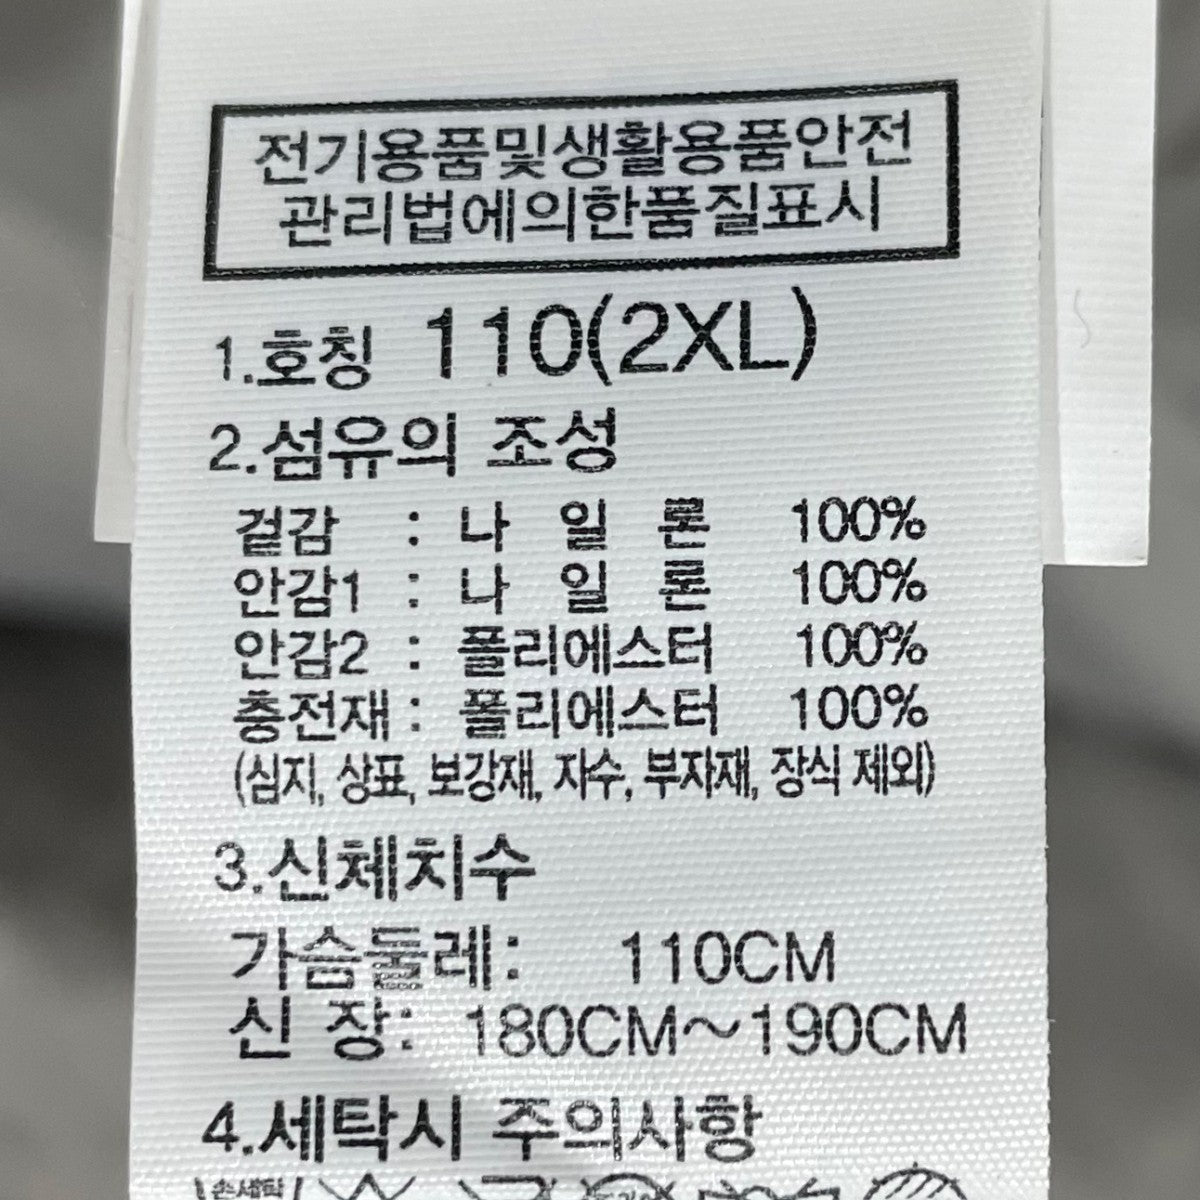 전기용품및생활용품안전
관리법에의한품질표시
1.호칭 110(2XL)
2.섬유의 조성
겉감 : 나 일 론 100%
안감1 : 나 일 론 100%
안감2 : 폴리에스터 100%
충전재 : 폴리에스터 100%
(심지, 상표, 보강재, 자수, 부자재, 장식 제외)
3.신체치수
가슴둘레: 110CM
신 장: 180CM~190CM
4.세탁시 주의사항
손세탁